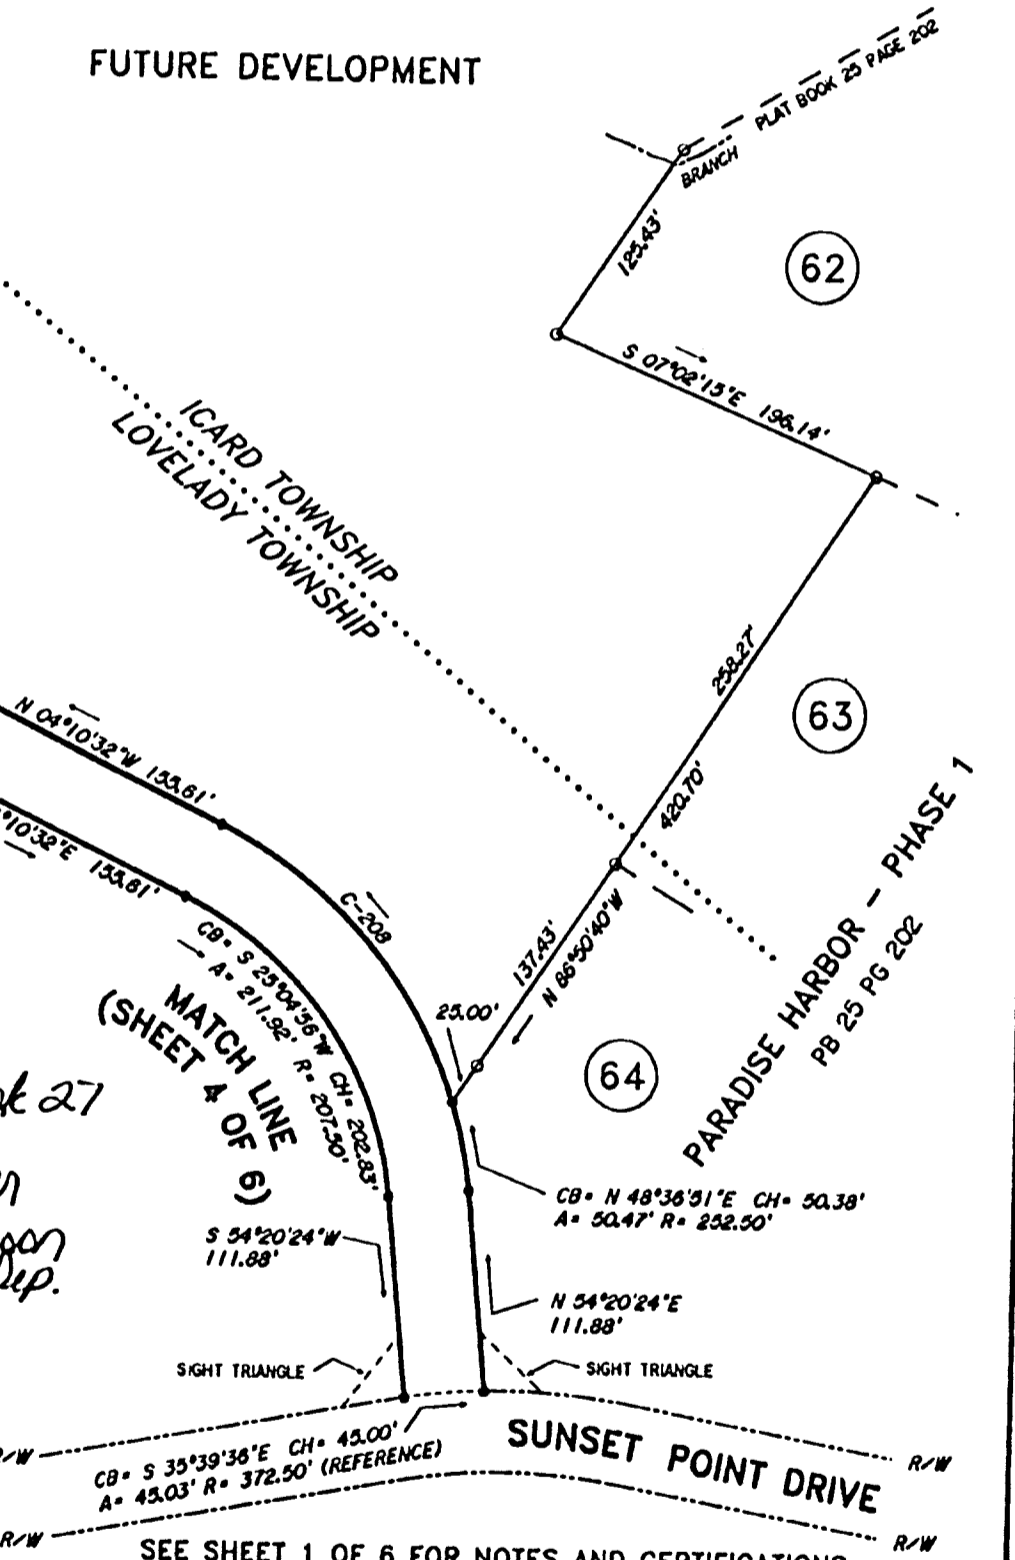 FUTURE DEVELOPMENT
PLAT BOOK 25 PAGE 202
BRANCH
125.43'
62
S 07°02'15"E 196.14'
ICARD TOWNSHIP
LOVELADY TOWNSHIP
258.27'
63
N 04°10'32"W 155.61'
°10'32"E 155.61'
420.70'
C-208
PARADISE HARBOR - PHASE 1
PB 25 PG 202
CB= S 25°04'56"W CH= 202.83'
A= 211.92' R= 207.50'
137.43'
N 86°50'40"W
25.00'
MATCH LINE
(SHEET 4 OF 6)
64
27
CB= N 48°36'51"E CH= 50.38'
A= 50.47' R= 252.50'
S 54°20'24"W
111.88'
N 54°20'24"E
111.88'
SIGHT TRIANGLE
SIGHT TRIANGLE
CB= S 35°39'36"E CH= 45.00'
A= 45.03' R= 372.50' (REFERENCE)
SUNSET POINT DRIVE
R/W
R/W
R/W
R/W
SEE SHEET 1 OF 6 FOR NOTES AND CERTIFICATIONS